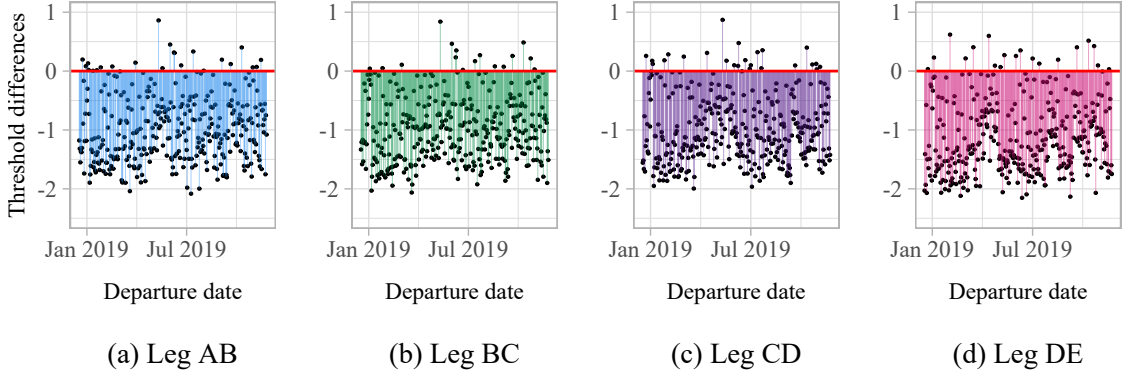 Threshold differences
1
0
-1
-2
Jan 2019 Jul 2019
Departure date
(a) Leg AB
1
0
-1
-2
Jan 2019 Jul 2019
Departure date
(b) Leg BC
1
0
-1
-2
Jan 2019 Jul 2019
Departure date
(c) Leg CD
1
0
-1
-2
Jan 2019 Jul 2019
Departure date
(d) Leg DE